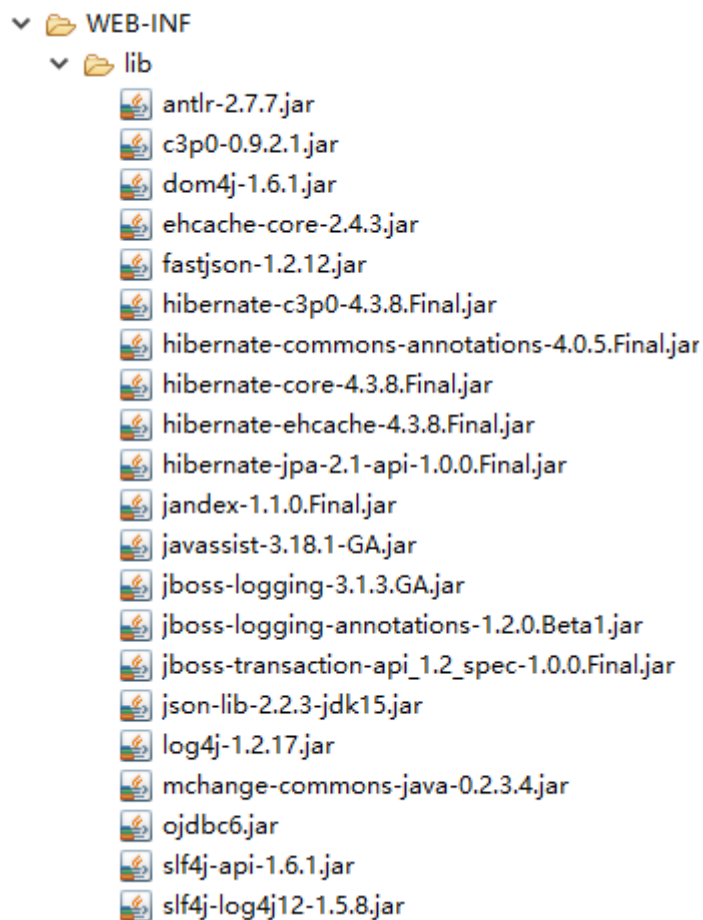 WEB-INF
lib
antlr-2.7.7.jar
c3p0-0.9.2.1.jar
dom4j-1.6.1.jar
ehcache-core-2.4.3.jar
fastjson-1.2.12.jar
hibernate-c3p0-4.3.8.Final.jar
hibernate-commons-annotations-4.0.5.Final.jar
hibernate-core-4.3.8.Final.jar
hibernate-ehcache-4.3.8.Final.jar
hibernate-jpa-2.1-api-1.0.0.Final.jar
jandex-1.1.0.Final.jar
javassist-3.18.1-GA.jar
jboss-logging-3.1.3.GA.jar
jboss-logging-annotations-1.2.0.Beta1.jar
jboss-transaction-api_1.2_spec-1.0.0.Final.jar
json-lib-2.2.3-jdk15.jar
log4j-1.2.17.jar
mchange-commons-java-0.2.3.4.jar
ojdbc6.jar
slf4j-api-1.6.1.jar
slf4j-log4j12-1.5.8.jar